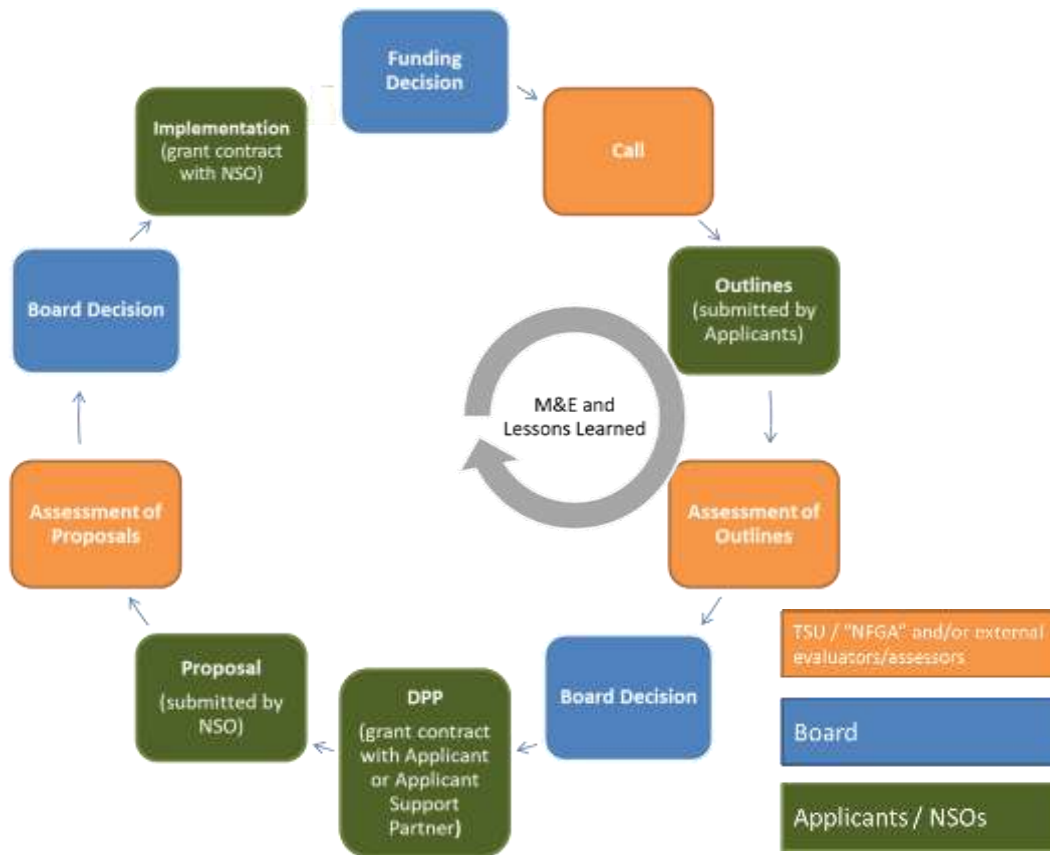 Funding
Decision
Call
Outlines
(submitted by
Applicants)
Assessment of
Outlines
Board Decision
DPP
(grant contract
with Applicant
or Applicant
Support
Partner)
Proposal
(submitted by
NSO)
Assessment of
Proposals
Board Decision
Implementation
(grant contract
with NSO)
M&E and
Lessons Learned
TSU / "NFGA" and/or external
evaluators/assessors
Board
Applicants / NSOs